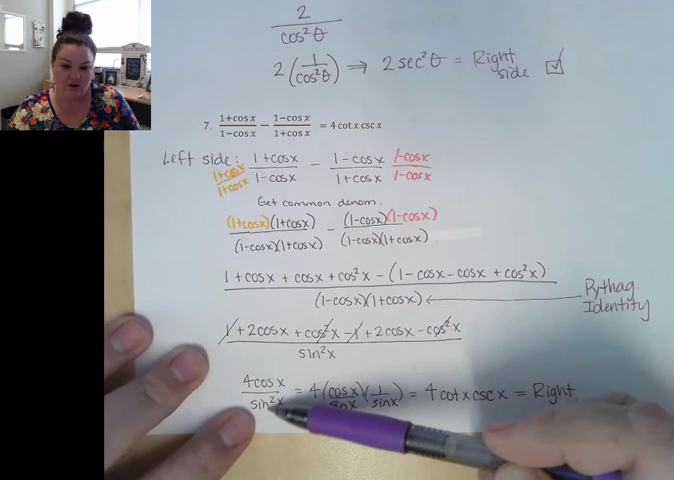 2 / cos²θ
2(1/cos²θ) ⇒ 2 sec²θ = Right side ☑
7. (1+cos x)/(1−cos x) − (1−cos x)/(1+cos x) = 4 cot x csc x
Left side: (1+cosx)/(1+cosx) (1+cosx)/(1−cosx) − (1−cosx)/(1+cosx) (1−cosx)/(1−cosx)
Get common denom.
(1+cosx)(1+cosx)/(1−cosx)(1+cosx) − (1−cosx)(1−cosx)/(1−cosx)(1+cosx)
1 + cosx + cosx + cos²x − (1−cosx−cosx + cos²x) / (1−cosx)(1+cosx) ← Pythag Identity
1 + 2cosx + cos²x − 1 + 2cosx − cos²x / sin²x
4cosx / sin²x = 4(cosx/sinx)(1/sinx) = 4 cotx cscx = Right